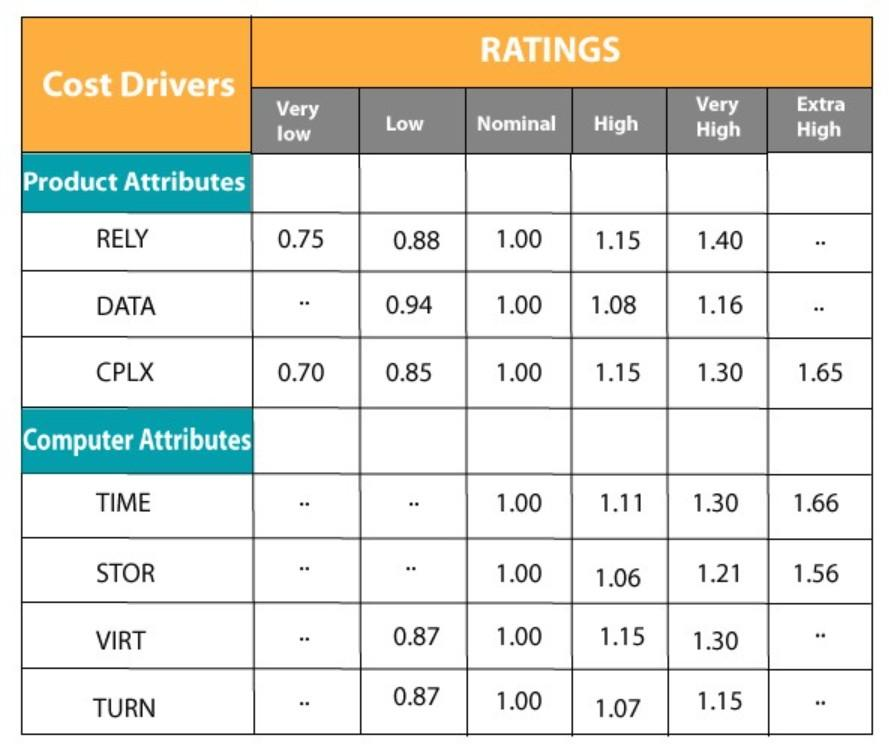 Cost Drivers
RATINGS
Very low
Low
Nominal
High
Very High
Extra High
Product Attributes
RELY 0.75 0.88 1.00 1.15 1.40 ..
DATA .. 0.94 1.00 1.08 1.16 ..
CPLX 0.70 0.85 1.00 1.15 1.30 1.65
Computer Attributes
TIME .. .. 1.00 1.11 1.30 1.66
STOR .. .. 1.00 1.06 1.21 1.56
VIRT .. 0.87 1.00 1.15 1.30 ..
TURN .. 0.87 1.00 1.07 1.15 ..